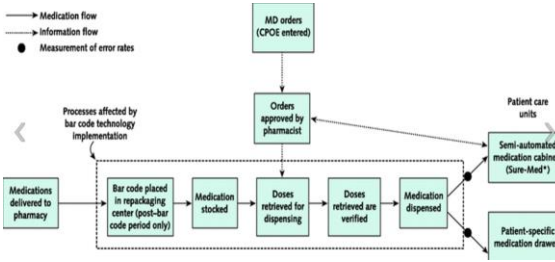 Medication flow
Information flow
Measurement of error rates
MD orders
(CPOE entered)
Processes affected by
bar code technology
implementation
Orders
approved by
pharmacist
Patient care
units
Semi-automated
medication cabin
(Sure-Med*)
Medications
delivered to
pharmacy
Bar code placed
in repackaging
center (post–bar
code period only)
Medication
stocked
Doses
retrieved for
dispensing
Doses
retrieved are
verified
Medication
dispensed
Patient-specific
medication drawe